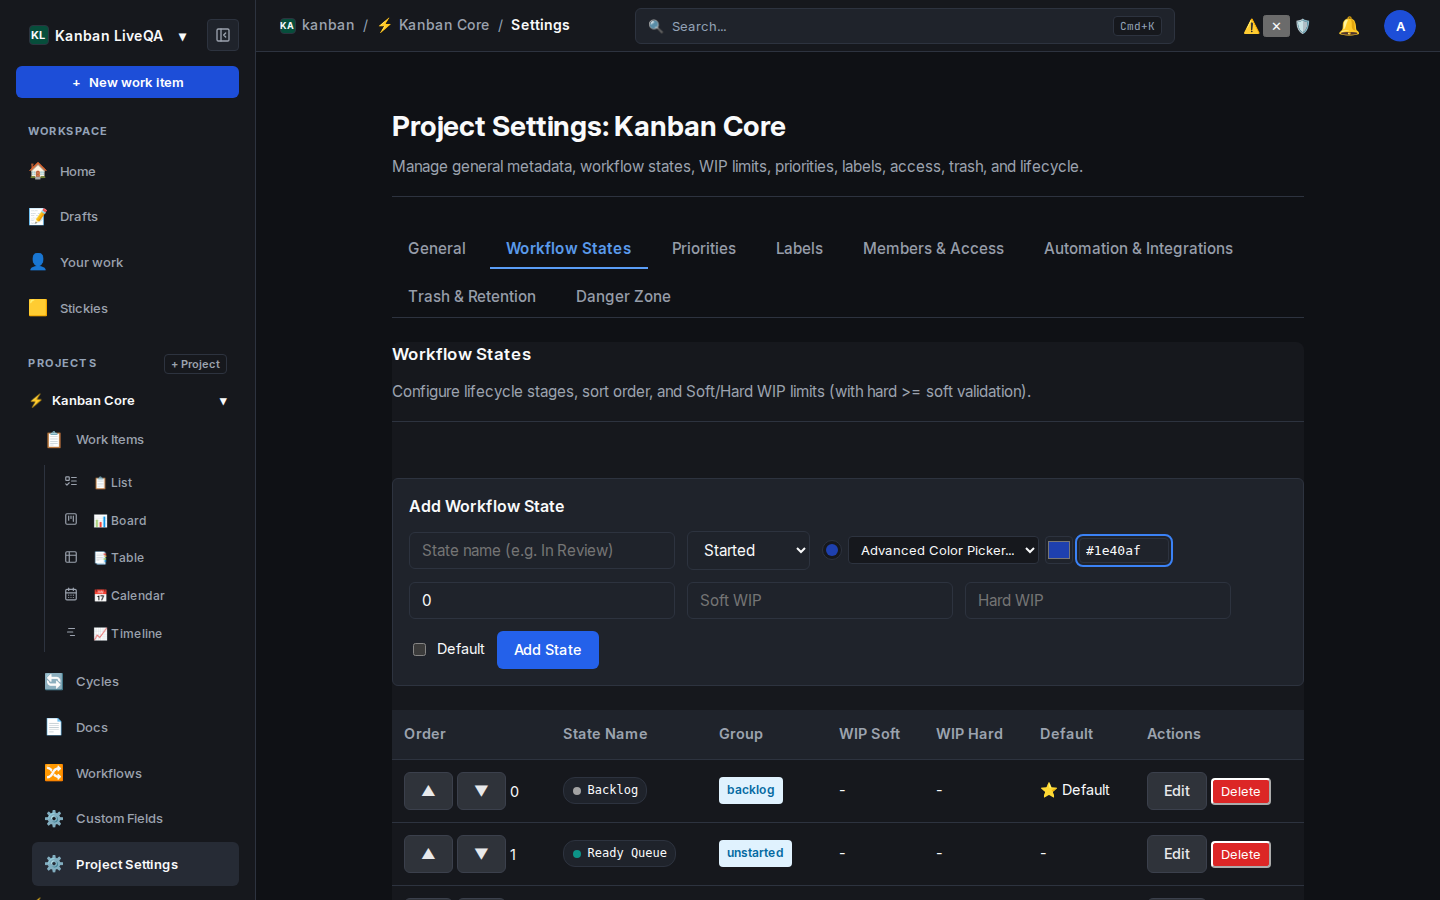 KL Kanban LiveQA ▼
+ New work item
WORKSPACE
Home
Drafts
Your work
Stickies
PROJECTS
+ Project
Kanban Core ▼
Work Items
List
Board
Table
Calendar
Timeline
Cycles
Docs
Workflows
Custom Fields
Project Settings
KA kanban / ⚡ Kanban Core / Settings
Search...
Cmd+K
A
Project Settings: Kanban Core
Manage general metadata, workflow states, WIP limits, priorities, labels, access, trash, and lifecycle.
General Workflow States Priorities Labels Members & Access Automation & Integrations
Trash & Retention Danger Zone
Workflow States
Configure lifecycle stages, sort order, and Soft/Hard WIP limits (with hard >= soft validation).
Add Workflow State
State name (e.g. In Review) Started Advanced Color Picker... #1e40af
0 Soft WIP Hard WIP
Default Add State
Order State Name Group WIP Soft WIP Hard Default Actions
▲ ▼ 0 Backlog backlog - - ⭐ Default Edit Delete
▲ ▼ 1 Ready Queue unstarted - - - Edit Delete